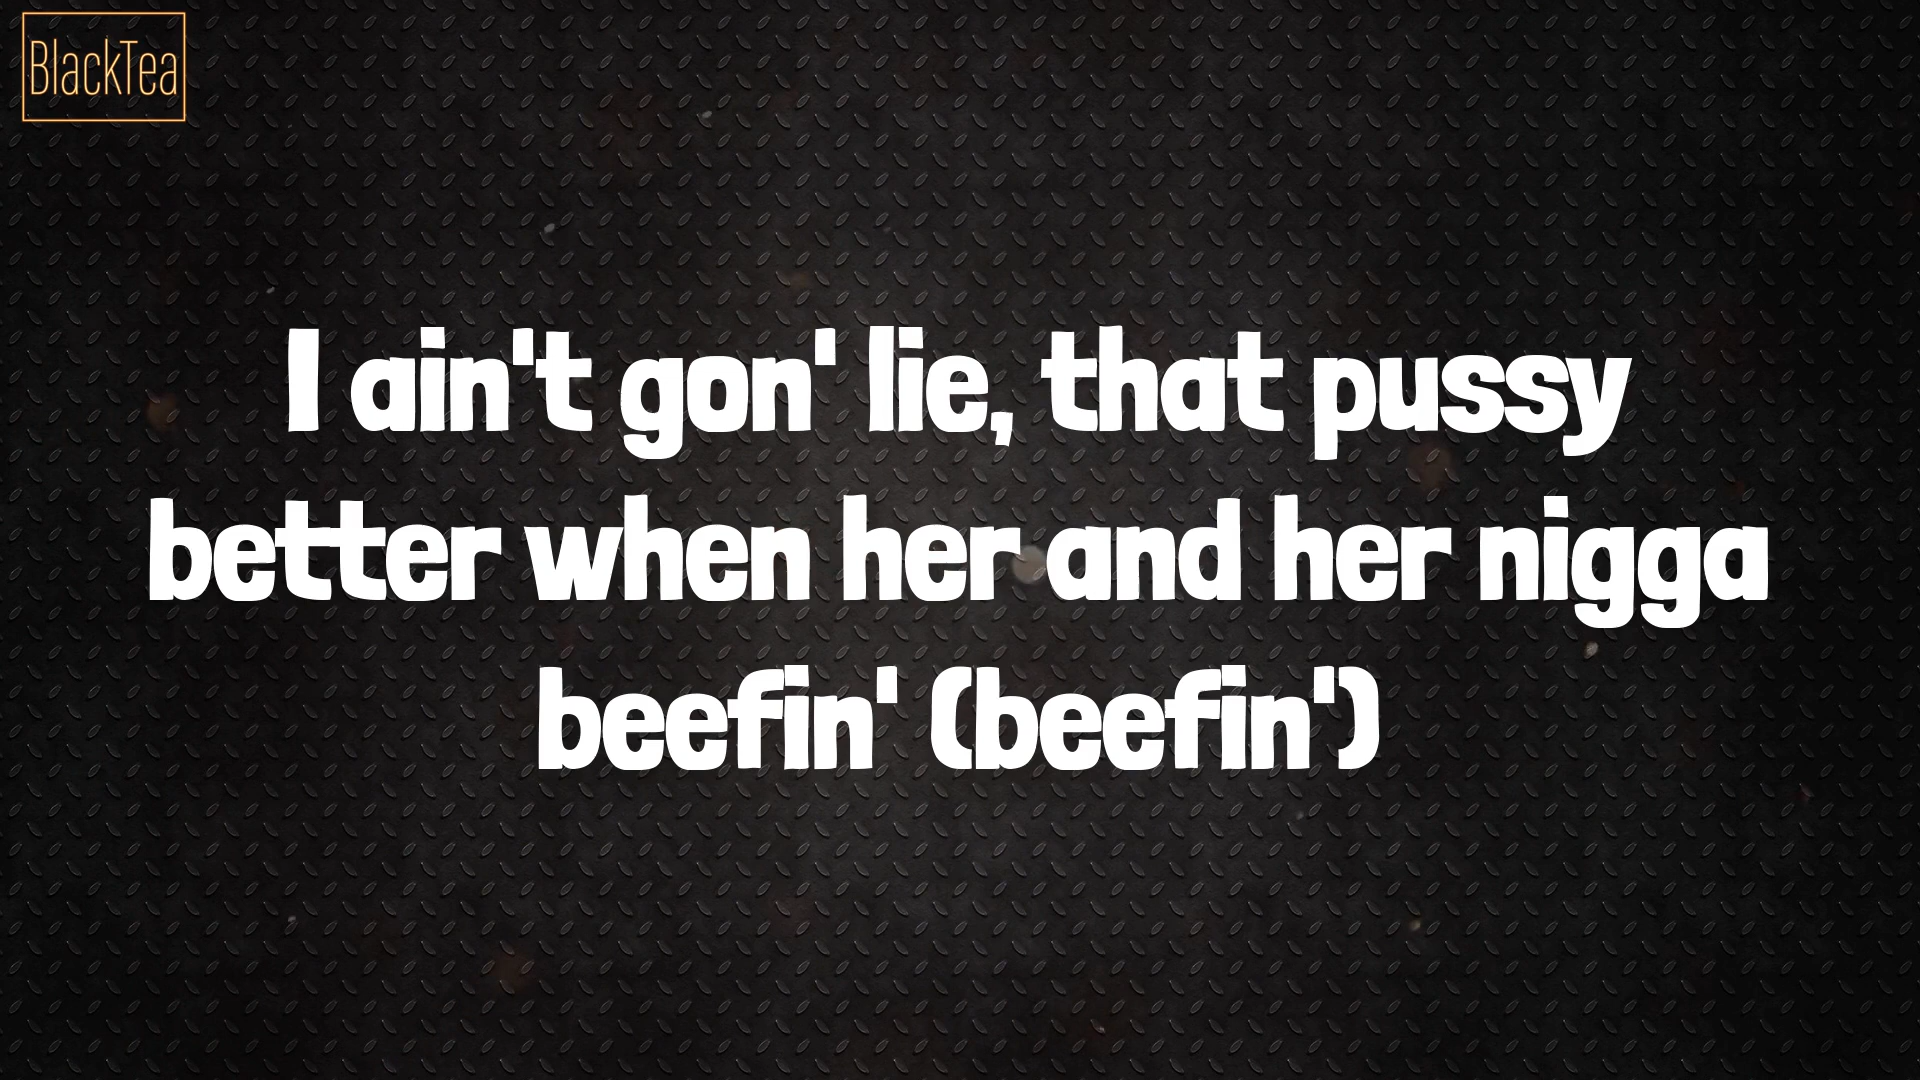 BlackTea
I ain't gon' lie, that pussy
better when her and her nigga
beefin' (beefin')